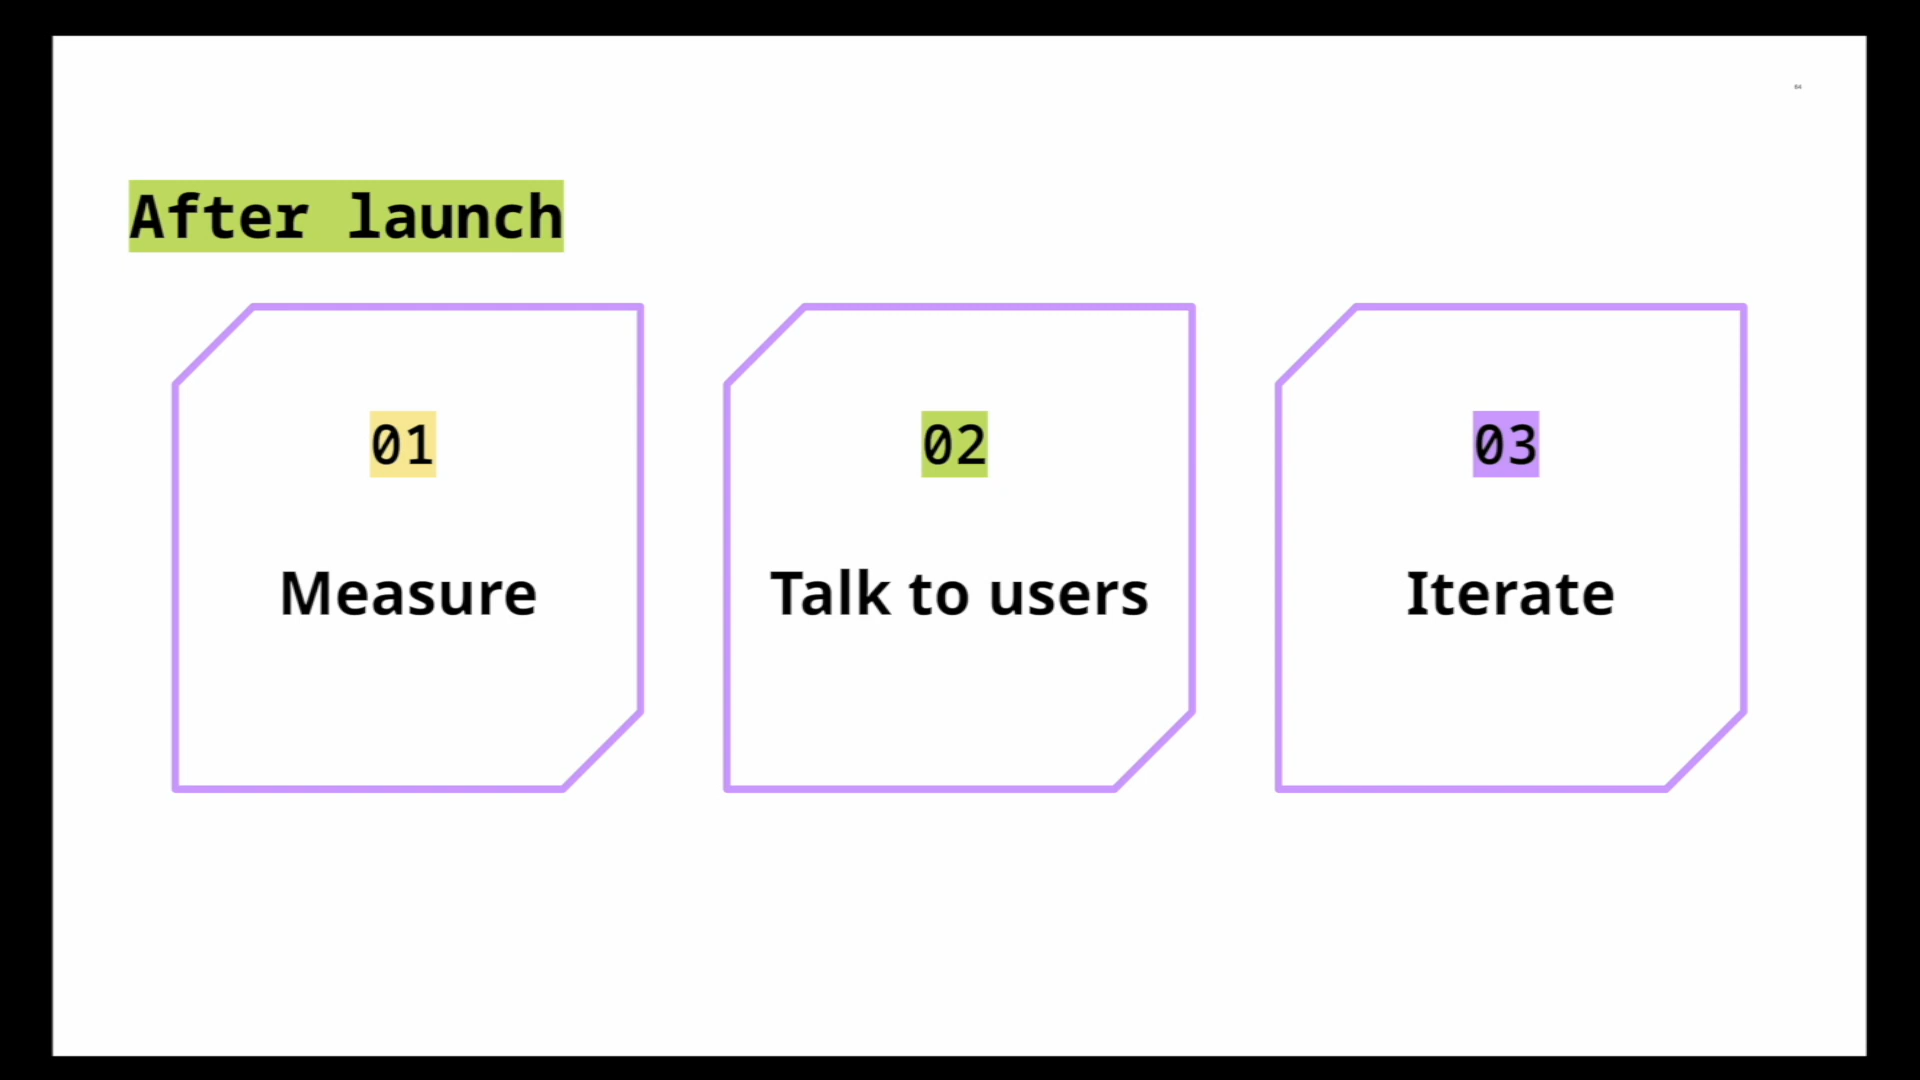 After launch
01
Measure
02
Talk to users
03
Iterate